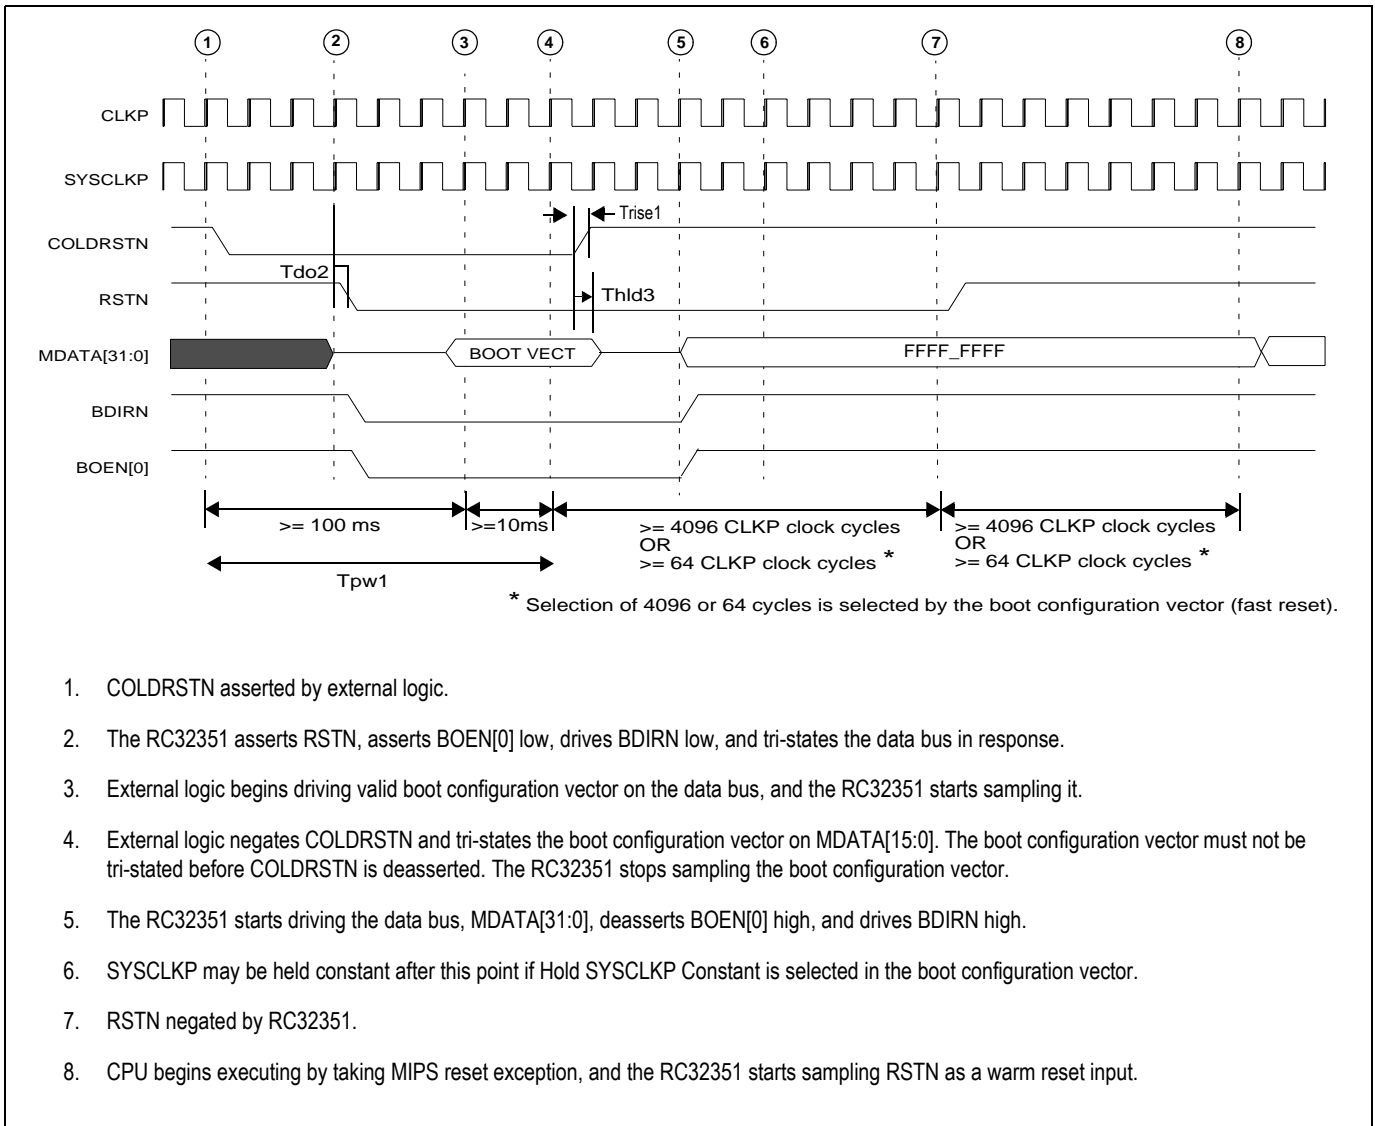 1 2 3 4 5 6 7 8
CLKP
SYSCLKP
Trise1
COLDRSTN
Tdo2
RSTN
Thld3
MDATA[31:0]
BOOT VECT
FFFF_FFFF
BDIRN
BOEN[0]
>= 100 ms
>=10ms
>= 4096 CLKP clock cycles
OR
>= 64 CLKP clock cycles *
>= 4096 CLKP clock cycles
OR
>= 64 CLKP clock cycles *
Tpw1
* Selection of 4096 or 64 cycles is selected by the boot configuration vector (fast reset).
1. COLDRSTN asserted by external logic.
2. The RC32351 asserts RSTN, asserts BOEN[0] low, drives BDIRN low, and tri-states the data bus in response.
3. External logic begins driving valid boot configuration vector on the data bus, and the RC32351 starts sampling it.
4. External logic negates COLDRSTN and tri-states the boot configuration vector on MDATA[15:0]. The boot configuration vector must not be
tri-stated before COLDRSTN is deasserted. The RC32351 stops sampling the boot configuration vector.
5. The RC32351 starts driving the data bus, MDATA[31:0], deasserts BOEN[0] high, and drives BDIRN high.
6. SYSCLKP may be held constant after this point if Hold SYSCLKP Constant is selected in the boot configuration vector.
7. RSTN negated by RC32351.
8. CPU begins executing by taking MIPS reset exception, and the RC32351 starts sampling RSTN as a warm reset input.